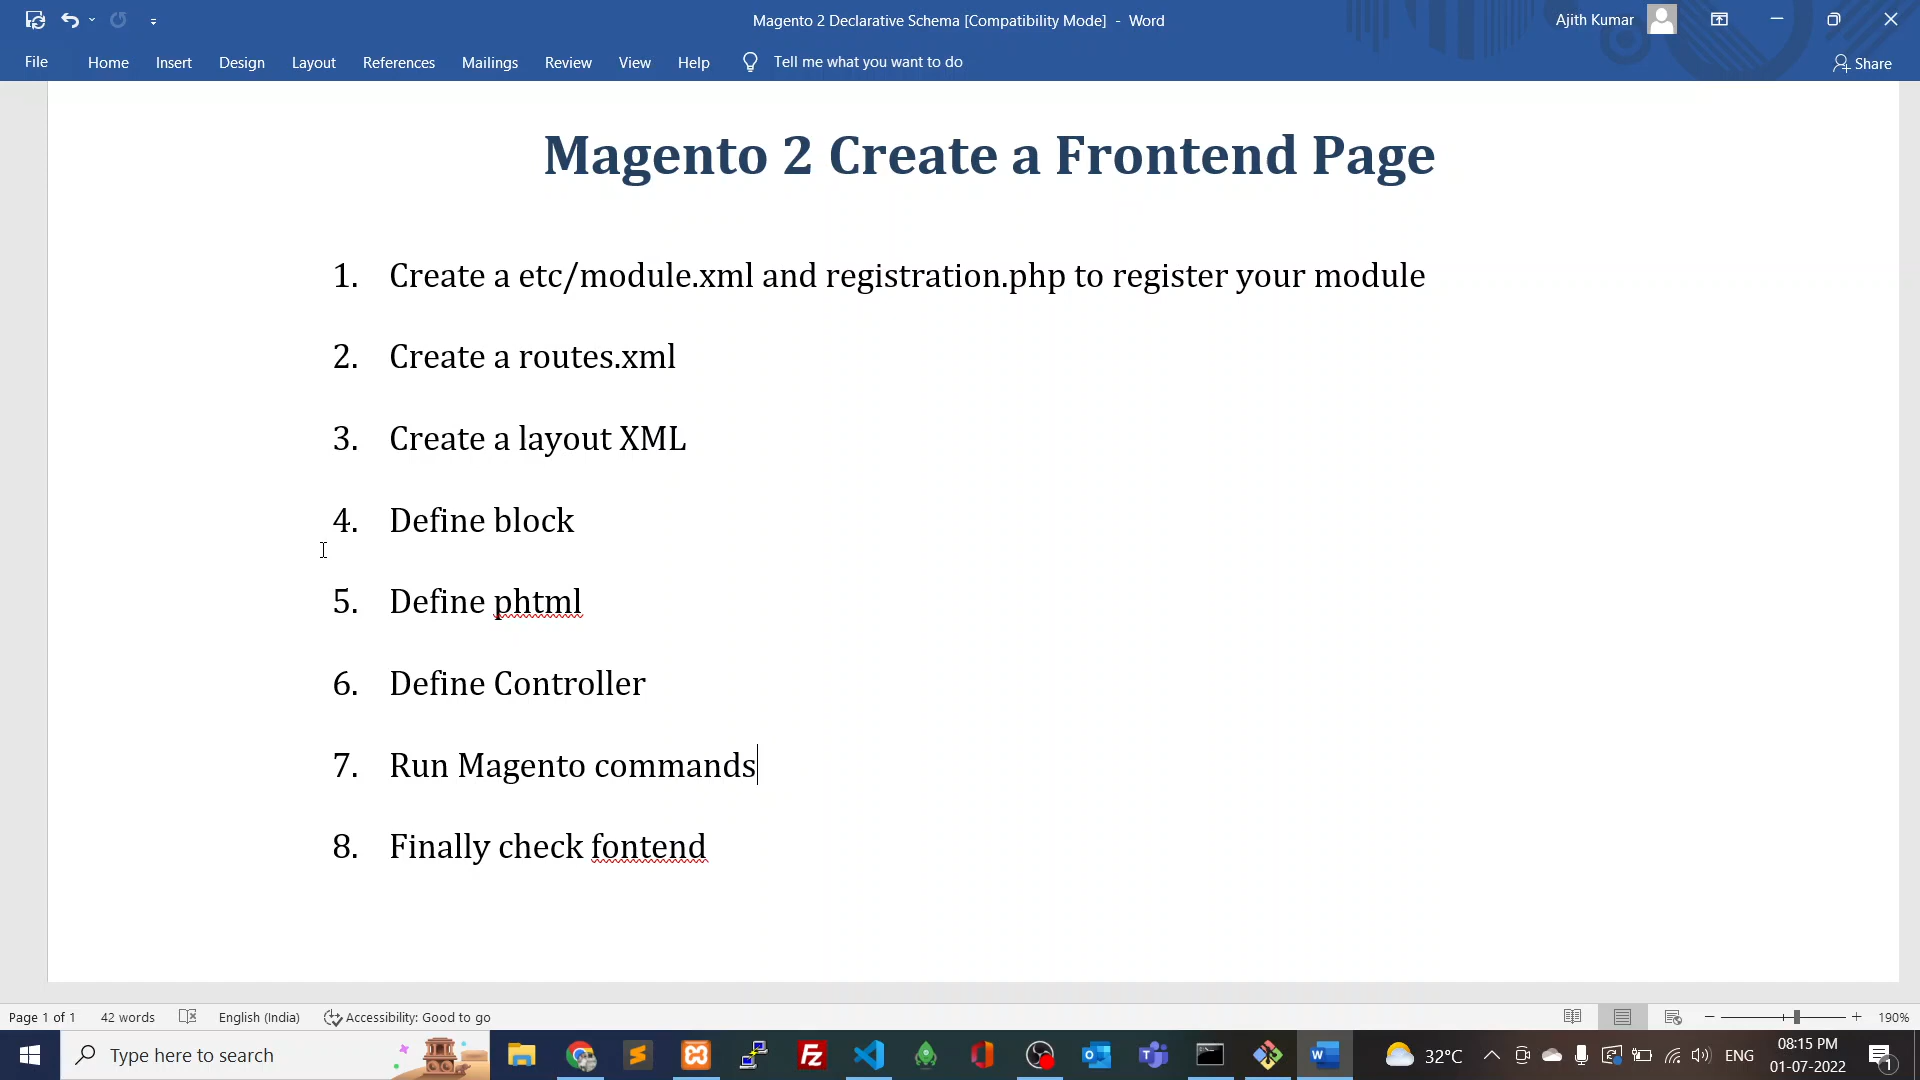 Magento 2 Declarative Schema [Compatibility Mode] - Word
Ajith Kumar
File Home Insert Design Layout References Mailings Review View Help Tell me what you want to do
Share
Magento 2 Create a Frontend Page
1. Create a etc/module.xml and registration.php to register your module
2. Create a routes.xml
3. Create a layout XML
4. Define block
5. Define phtml
6. Define Controller
7. Run Magento commands
8. Finally check fontend
Page 1 of 1 42 words English (India) Accessibility: Good to go 190%
Type here to search
32°C ENG
08:15 PM
01-07-2022
1